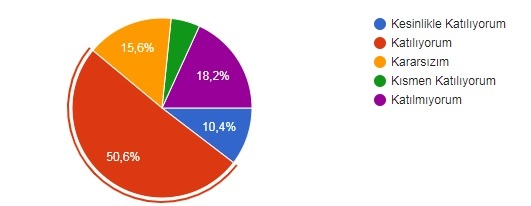 15,6%
18,2%
10,4%
50,6%
Kesinlikle Katılıyorum
Katılıyorum
Kararsızım
Kısmen Katılıyorum
Katılmıyorum